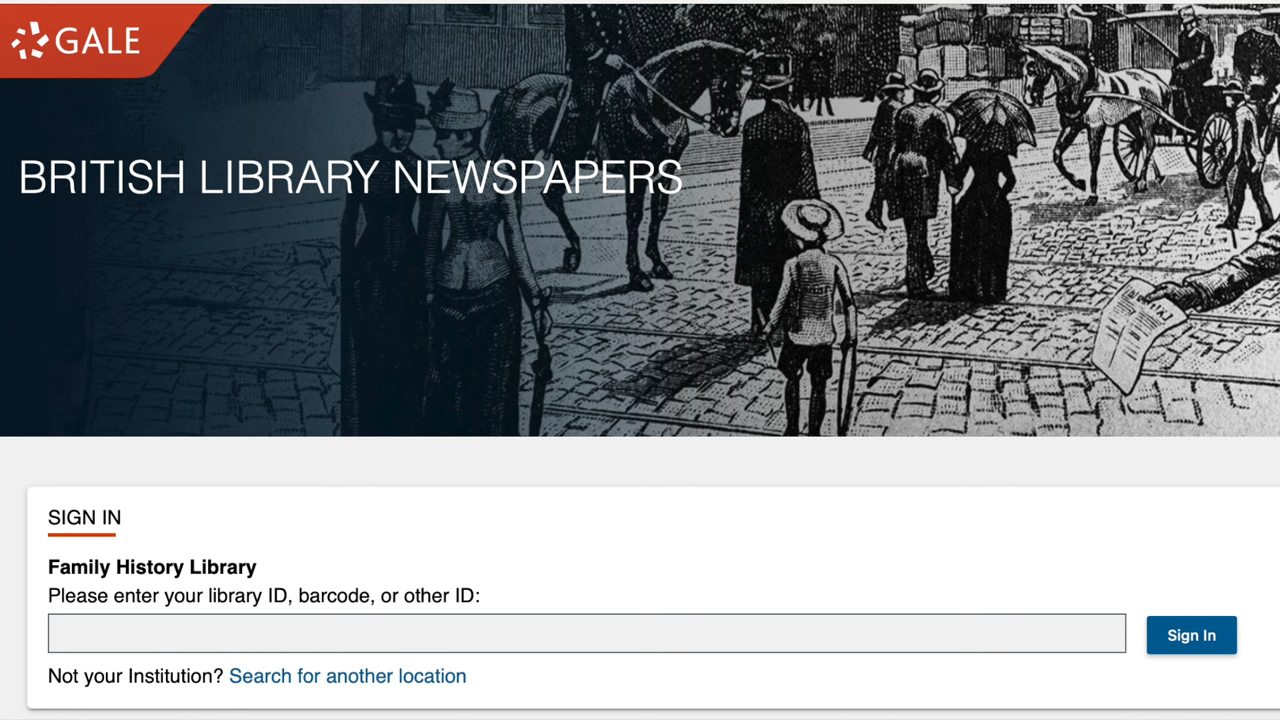 GALE
BRITISH LIBRARY NEWSPAPERS
SIGN IN
Family History Library
Please enter your library ID, barcode, or other ID:
Sign In
Not your Institution? Search for another location